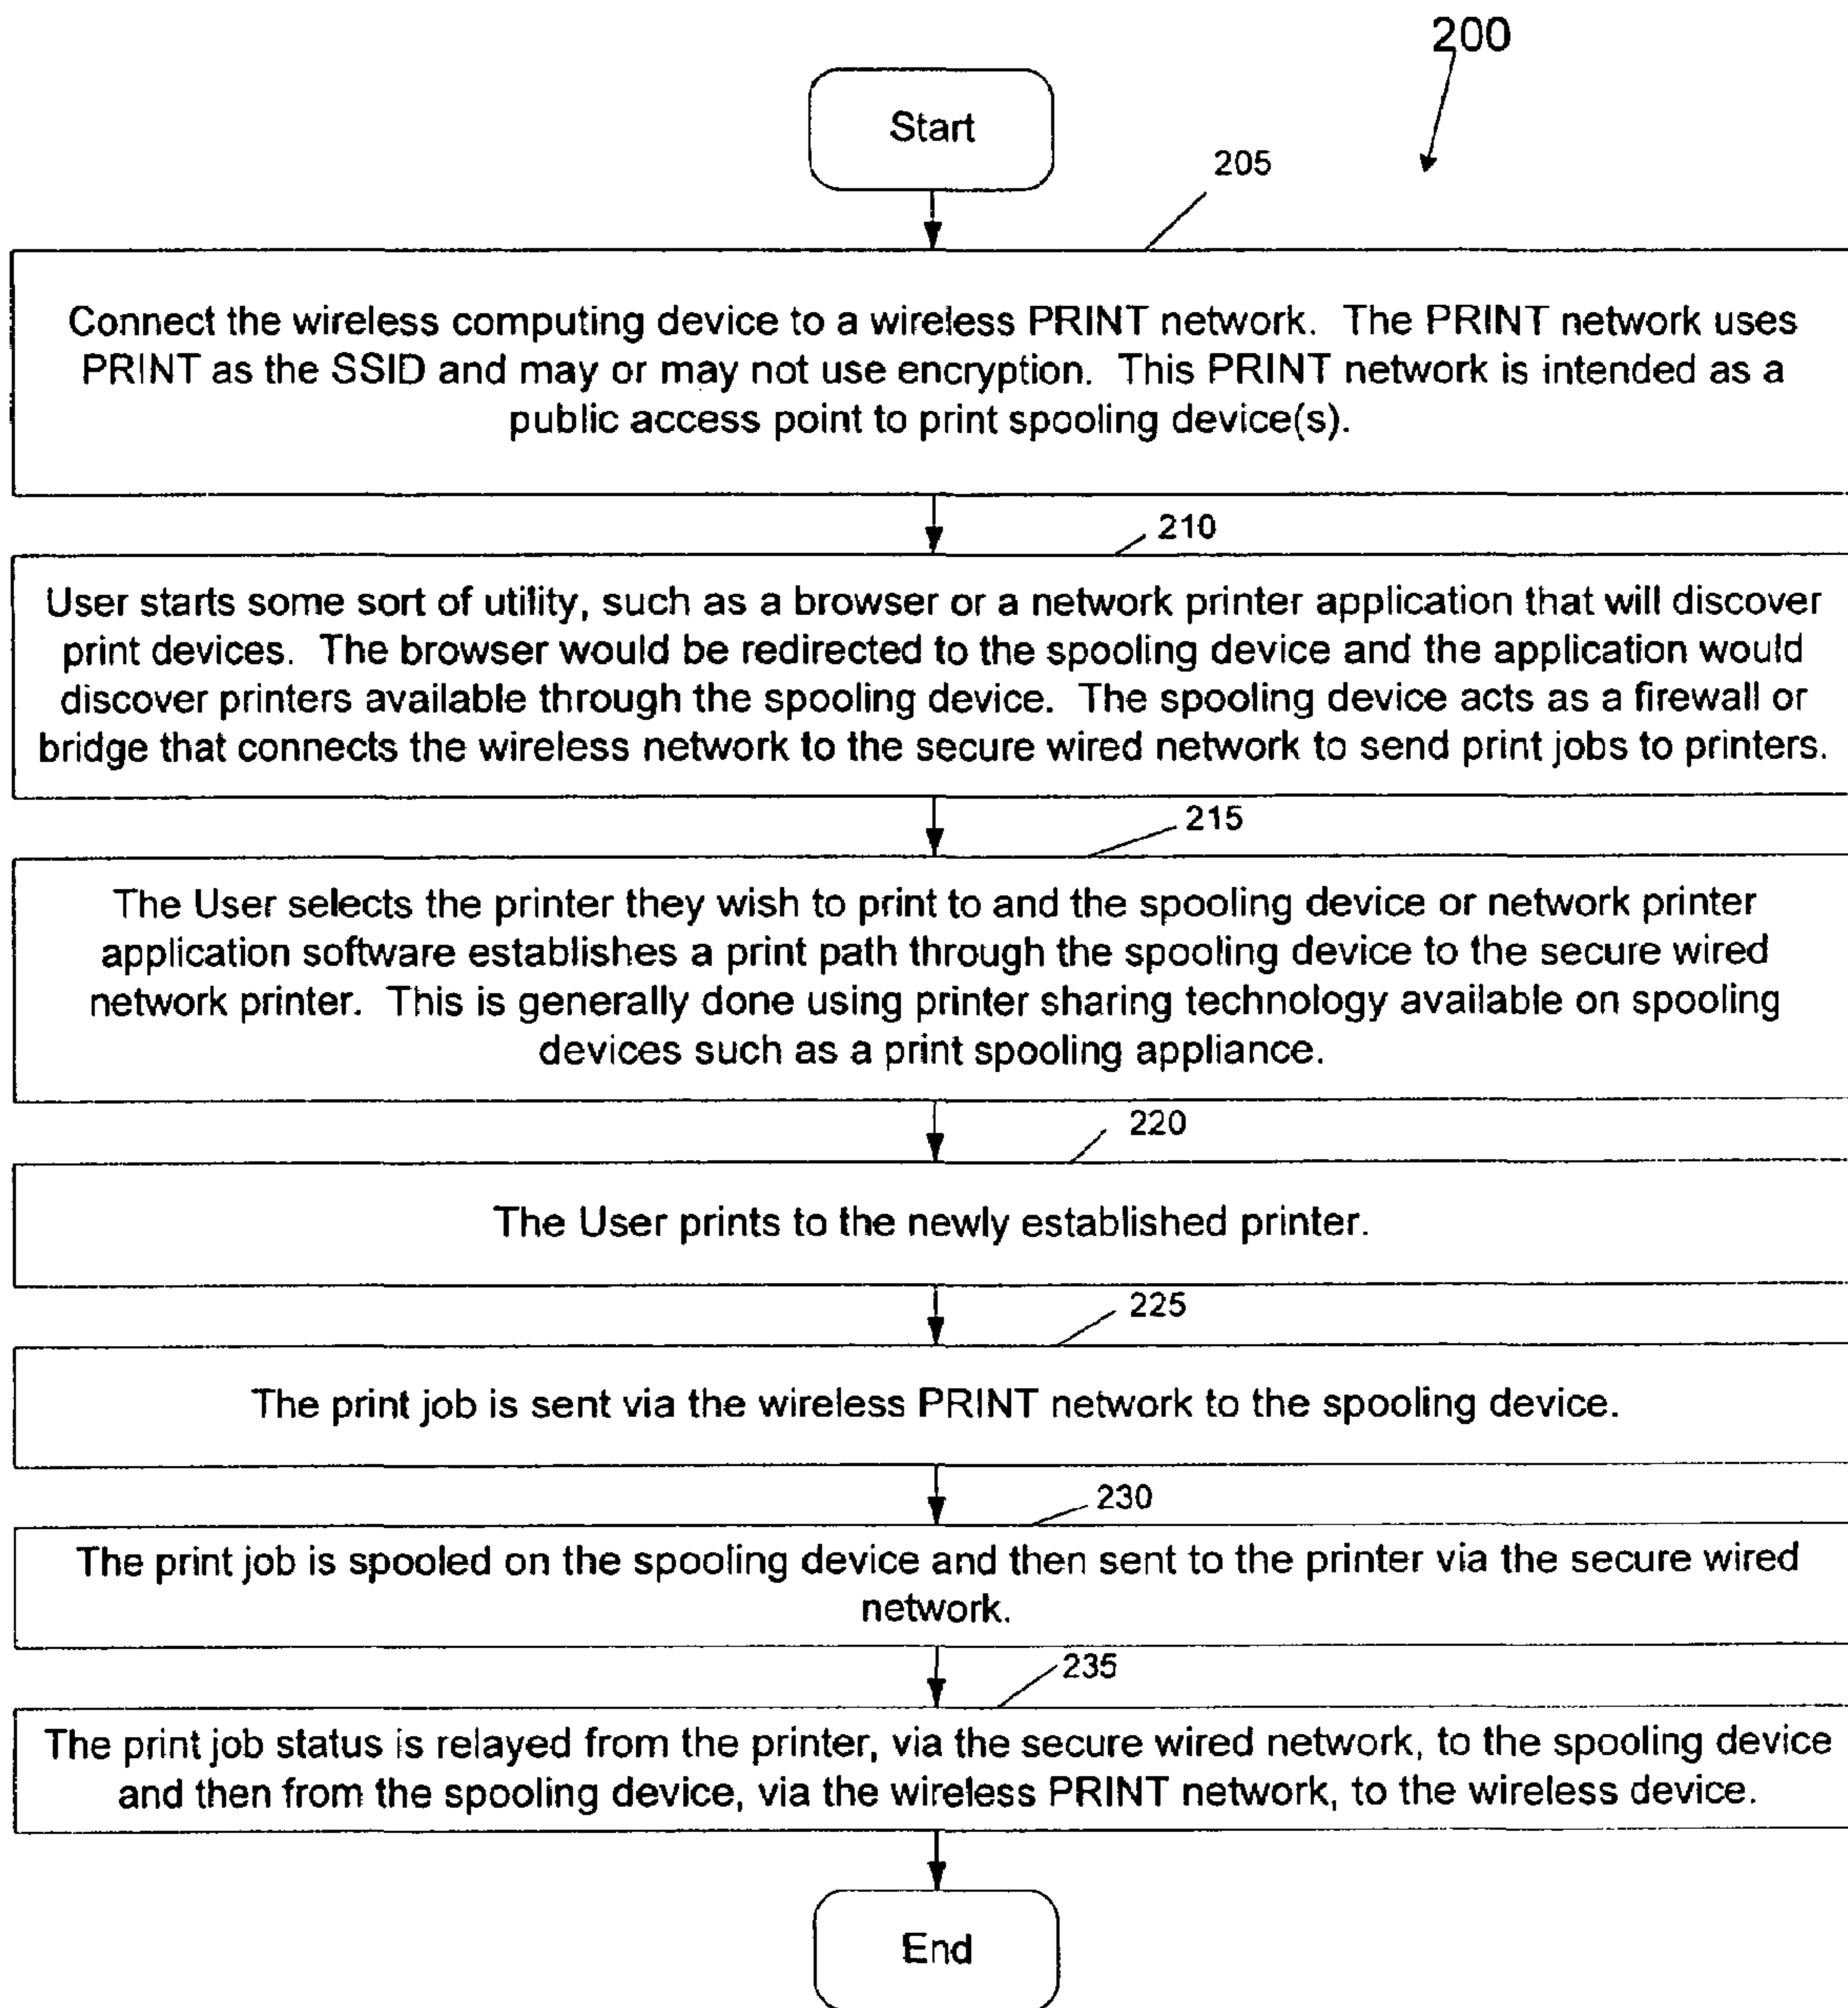 200
Start
205
Connect the wireless computing device to a wireless PRINT network. The PRINT network uses
PRINT as the SSID and may or may not use encryption. This PRINT network is intended as a
public access point to print spooling device(s).
210
User starts some sort of utility, such as a browser or a network printer application that will discover
print devices. The browser would be redirected to the spooling device and the application would
discover printers available through the spooling device. The spooling device acts as a firewall or
bridge that connects the wireless network to the secure wired network to send print jobs to printers.
215
The User selects the printer they wish to print to and the spooling device or network printer
application software establishes a print path through the spooling device to the secure wired
network printer. This is generally done using printer sharing technology available on spooling
devices such as a print spooling appliance.
220
The User prints to the newly established printer.
225
The print job is sent via the wireless PRINT network to the spooling device.
230
The print job is spooled on the spooling device and then sent to the printer via the secure wired
network.
235
The print job status is relayed from the printer, via the secure wired network, to the spooling device
and then from the spooling device, via the wireless PRINT network, to the wireless device.
End